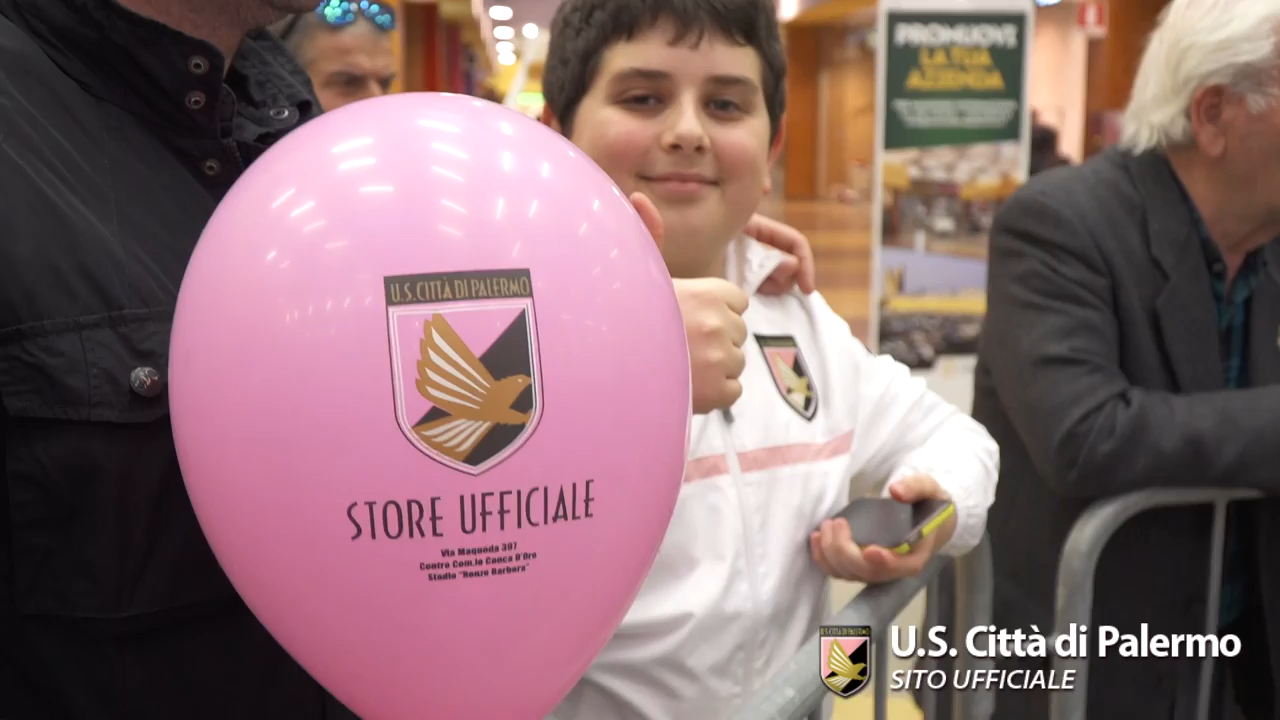 PROMUOVI
LA TUA
AZIENDA
U.S. CITTÀ DI PALERMO
STORE UFFICIALE
Via Maqueda 397
Centro Com.le Conca D'Oro
Stadio "Renzo Barbera"
U.S. Città di Palermo
SITO UFFICIALE